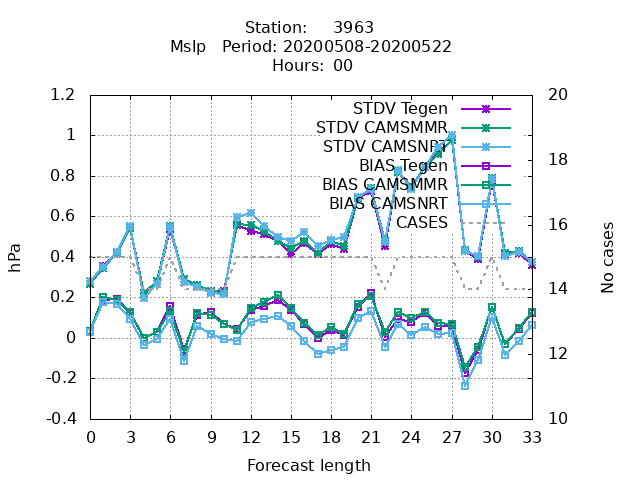 Station: 3963
Mslp Period: 20200508-20200522
Hours: 00
STDV Tegen
STDV CAMSMMR
STDV CAMSNRT
BIAS Tegen
BIAS CAMSMMR
BIAS CAMSNRT
CASES
1.2
1
0.8
0.6
0.4
0.2
0
-0.2
-0.4
hPa
20
18
16
14
12
10
No cases
0 3 6 9 12 15 18 21 24 27 30 33
Forecast length